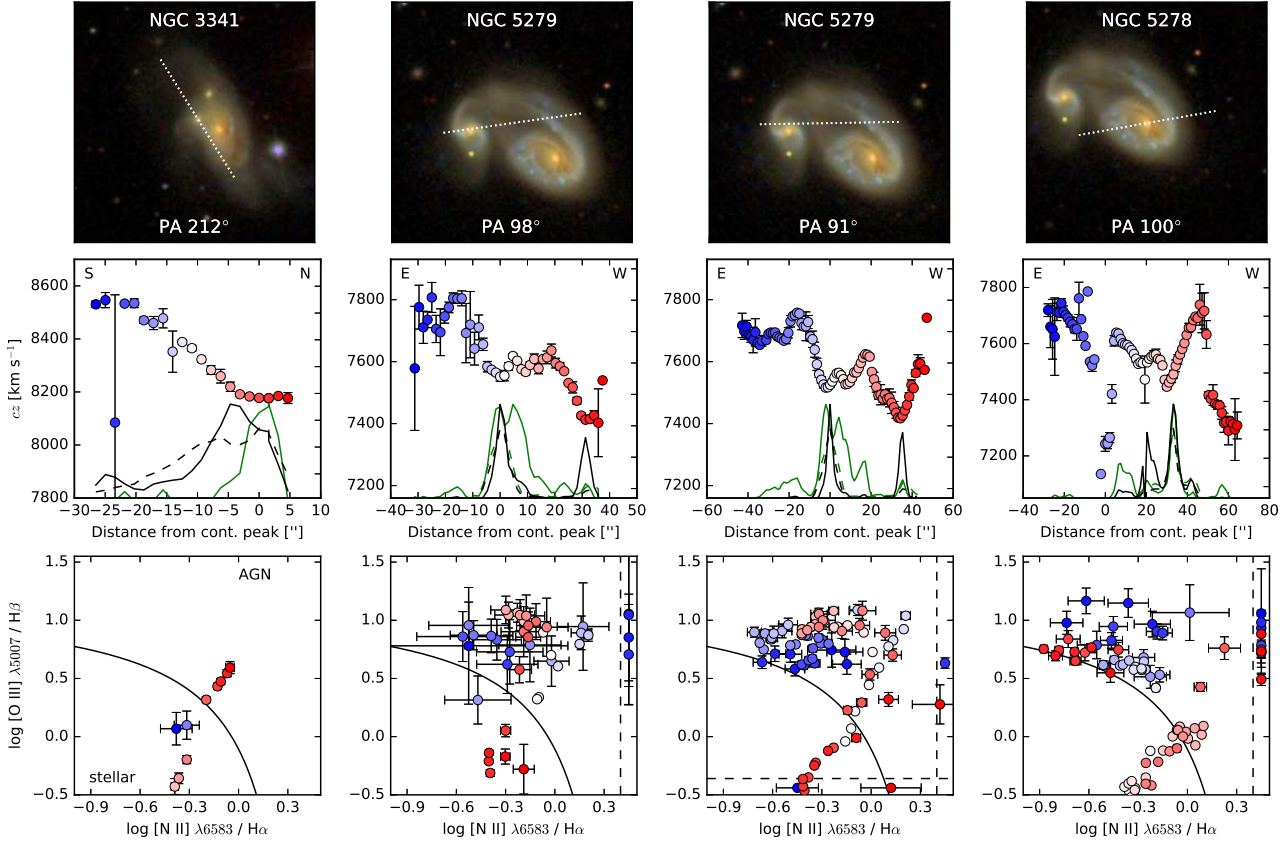 NGC 3341
NGC 5279
NGC 5279
NGC 5278
PA 212°
PA 98°
PA 91°
PA 100°
cz [km s⁻¹]
S N
8600
8400
8200
8000
7800
−30 −25 −20 −15 −10 −5 0 5 10
Distance from cont. peak ['']
E W
7800
7600
7400
7200
−40 −30 −20 −10 0 10 20 30 40 50
Distance from cont. peak ['']
E W
7800
7600
7400
7200
−60 −40 −20 0 20 40 60
Distance from cont. peak ['']
E W
7800
7600
7400
7200
−40 −20 0 20 40 60 80
Distance from cont. peak ['']
log [O III] λ5007 / Hβ
AGN
stellar
1.5
1.0
0.5
0.0
−0.5
−0.9 −0.6 −0.3 0.0 0.3
log [N II] λ6583 / Hα
1.5
1.0
0.5
0.0
−0.5
−0.9 −0.6 −0.3 0.0 0.3
log [N II] λ6583 / Hα
1.5
1.0
0.5
0.0
−0.5
−0.9 −0.6 −0.3 0.0 0.3
log [N II] λ6583 / Hα
1.5
1.0
0.5
0.0
−0.5
−0.9 −0.6 −0.3 0.0 0.3
log [N II] λ6583 / Hα